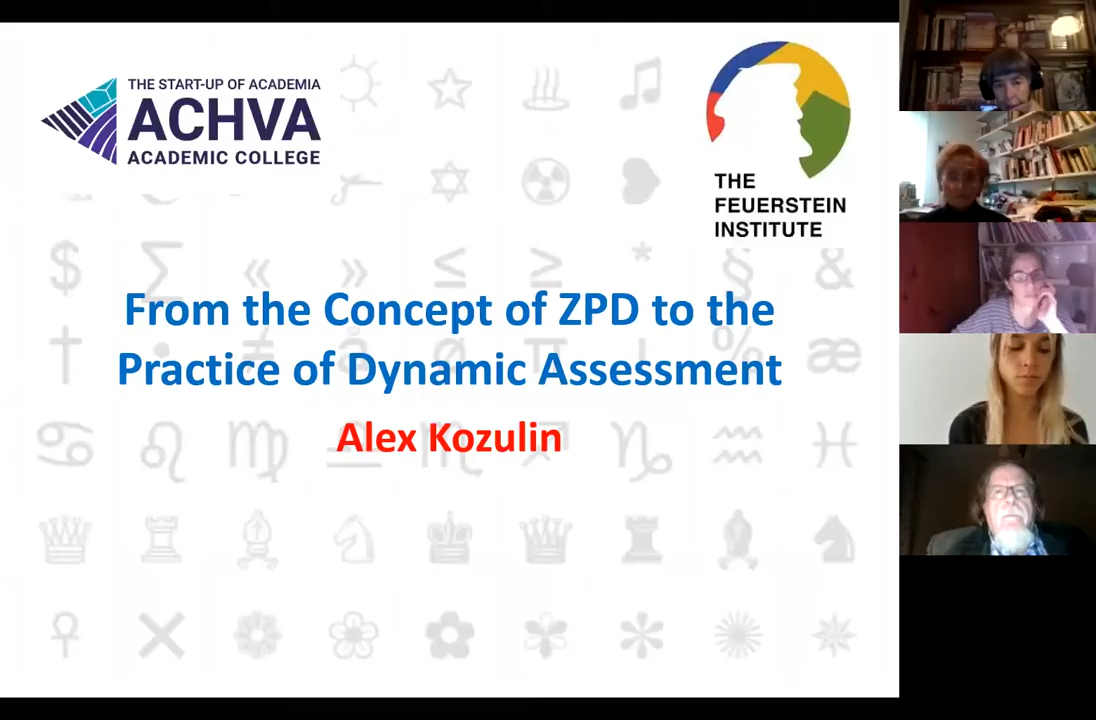 THE START-UP OF ACADEMIA
ACHVA
ACADEMIC COLLEGE
THE
FEUERSTEIN
INSTITUTE
From the Concept of ZPD to the
Practice of Dynamic Assessment
Alex Kozulin